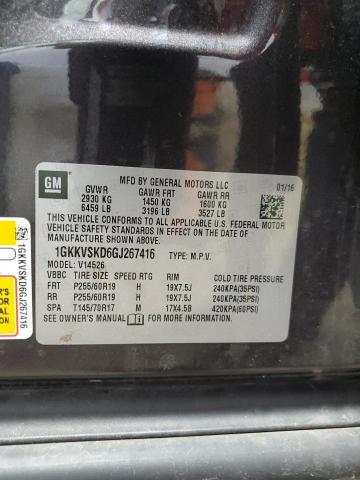 GM
MFD BY GENERAL MOTORS LLC 01/16
GVWR GAWR FRT GAWR RR
2930 KG 1450 KG 1600 KG
6459 LB 3196 LB 3527 LB
THIS VEHICLE CONFORMS TO ALL APPLICABLE U.S. FEDERAL MOTOR
VEHICLE SAFETY STANDARDS IN EFFECT ON THE DATE OF
MANUFACTURE SHOWN ABOVE.
1GKKVSKD6GJ267416 TYPE: M.P.V.
MODEL: V14526
VBBC TIRE SIZE SPEED RTG RIM COLD TIRE PRESSURE
FRT P255/60R19 H 19X7.5J 240KPA(35PSI)
RR P255/60R19 H 19X7.5J 240KPA(35PSI)
SPA T145/70R17 M 17X4.5B 420KPA(60PSI)
SEE OWNER'S MANUAL FOR MORE INFORMATION.
1GKKVSKD6GJ267416